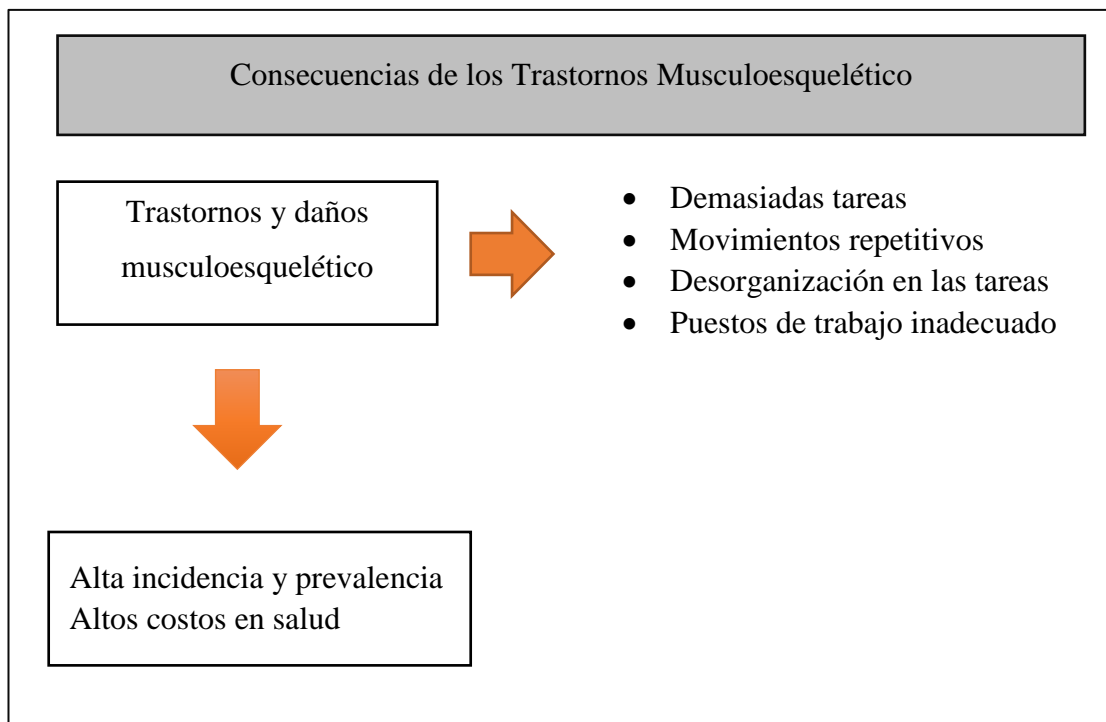 Consecuencias de los Trastornos Musculoesquelético
Trastornos y daños
musculoesquelético
• Demasiadas tareas
• Movimientos repetitivos
• Desorganización en las tareas
• Puestos de trabajo inadecuado
Alta incidencia y prevalencia
Altos costos en salud